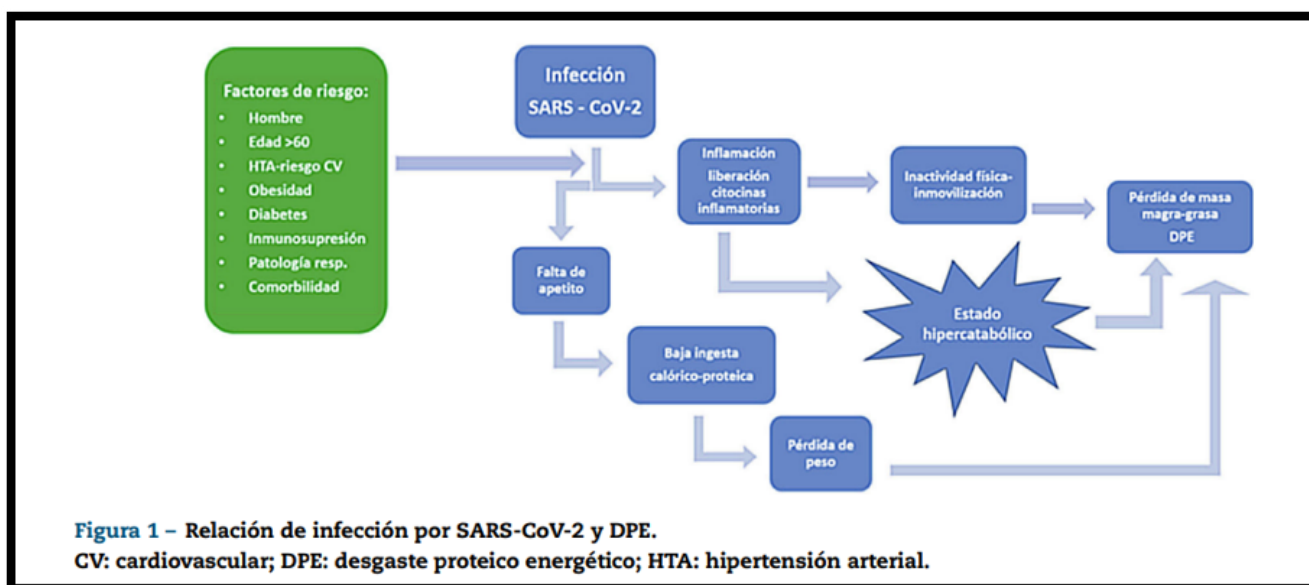 Factores de riesgo:
• Hombre
• Edad >60
• HTA-riesgo CV
• Obesidad
• Diabetes
• Inmunosupresión
• Patología resp.
• Comorbilidad
Infección
SARS - CoV-2
Inflamación
liberación
citocinas
inflamatorias
Inactividad física-
inmovilización
Pérdida de masa
magra-grasa
DPE
Falta de
apetito
Estado
hipercatabólico
Baja ingesta
calórico-proteica
Pérdida de
peso
Figura 1 – Relación de infección por SARS-CoV-2 y DPE.
CV: cardiovascular; DPE: desgaste proteico energético; HTA: hipertensión arterial.